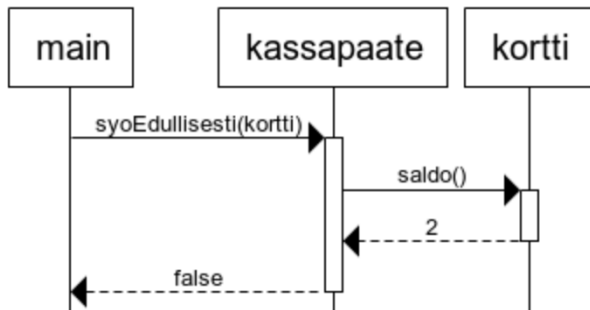 main
kassapaate
kortti
syoEdullisesti(kortti)
saldo()
2
false